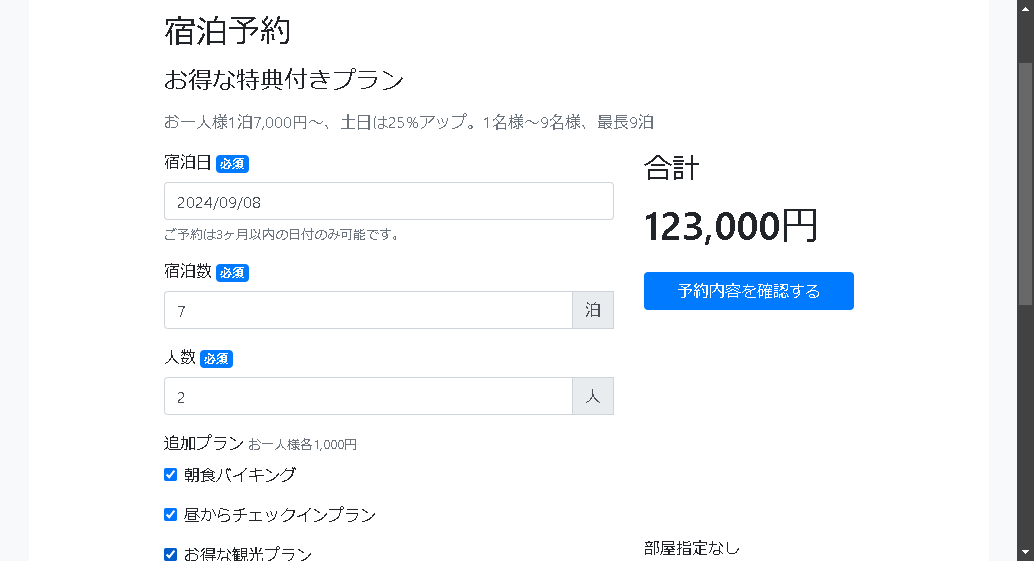 宿泊予約
お得な特典付きプラン
お一人様1泊7,000円～、土日は25%アップ。1名様～9名様、最長9泊
宿泊日 必須
2024/09/08
ご予約は3ヶ月以内の日付のみ可能です。
宿泊数 必須
7 泊
人数 必須
2 人
追加プラン お一人様各1,000円
朝食バイキング
昼からチェックインプラン
お得な観光プラン
合計
123,000円
予約内容を確認する
部屋指定なし